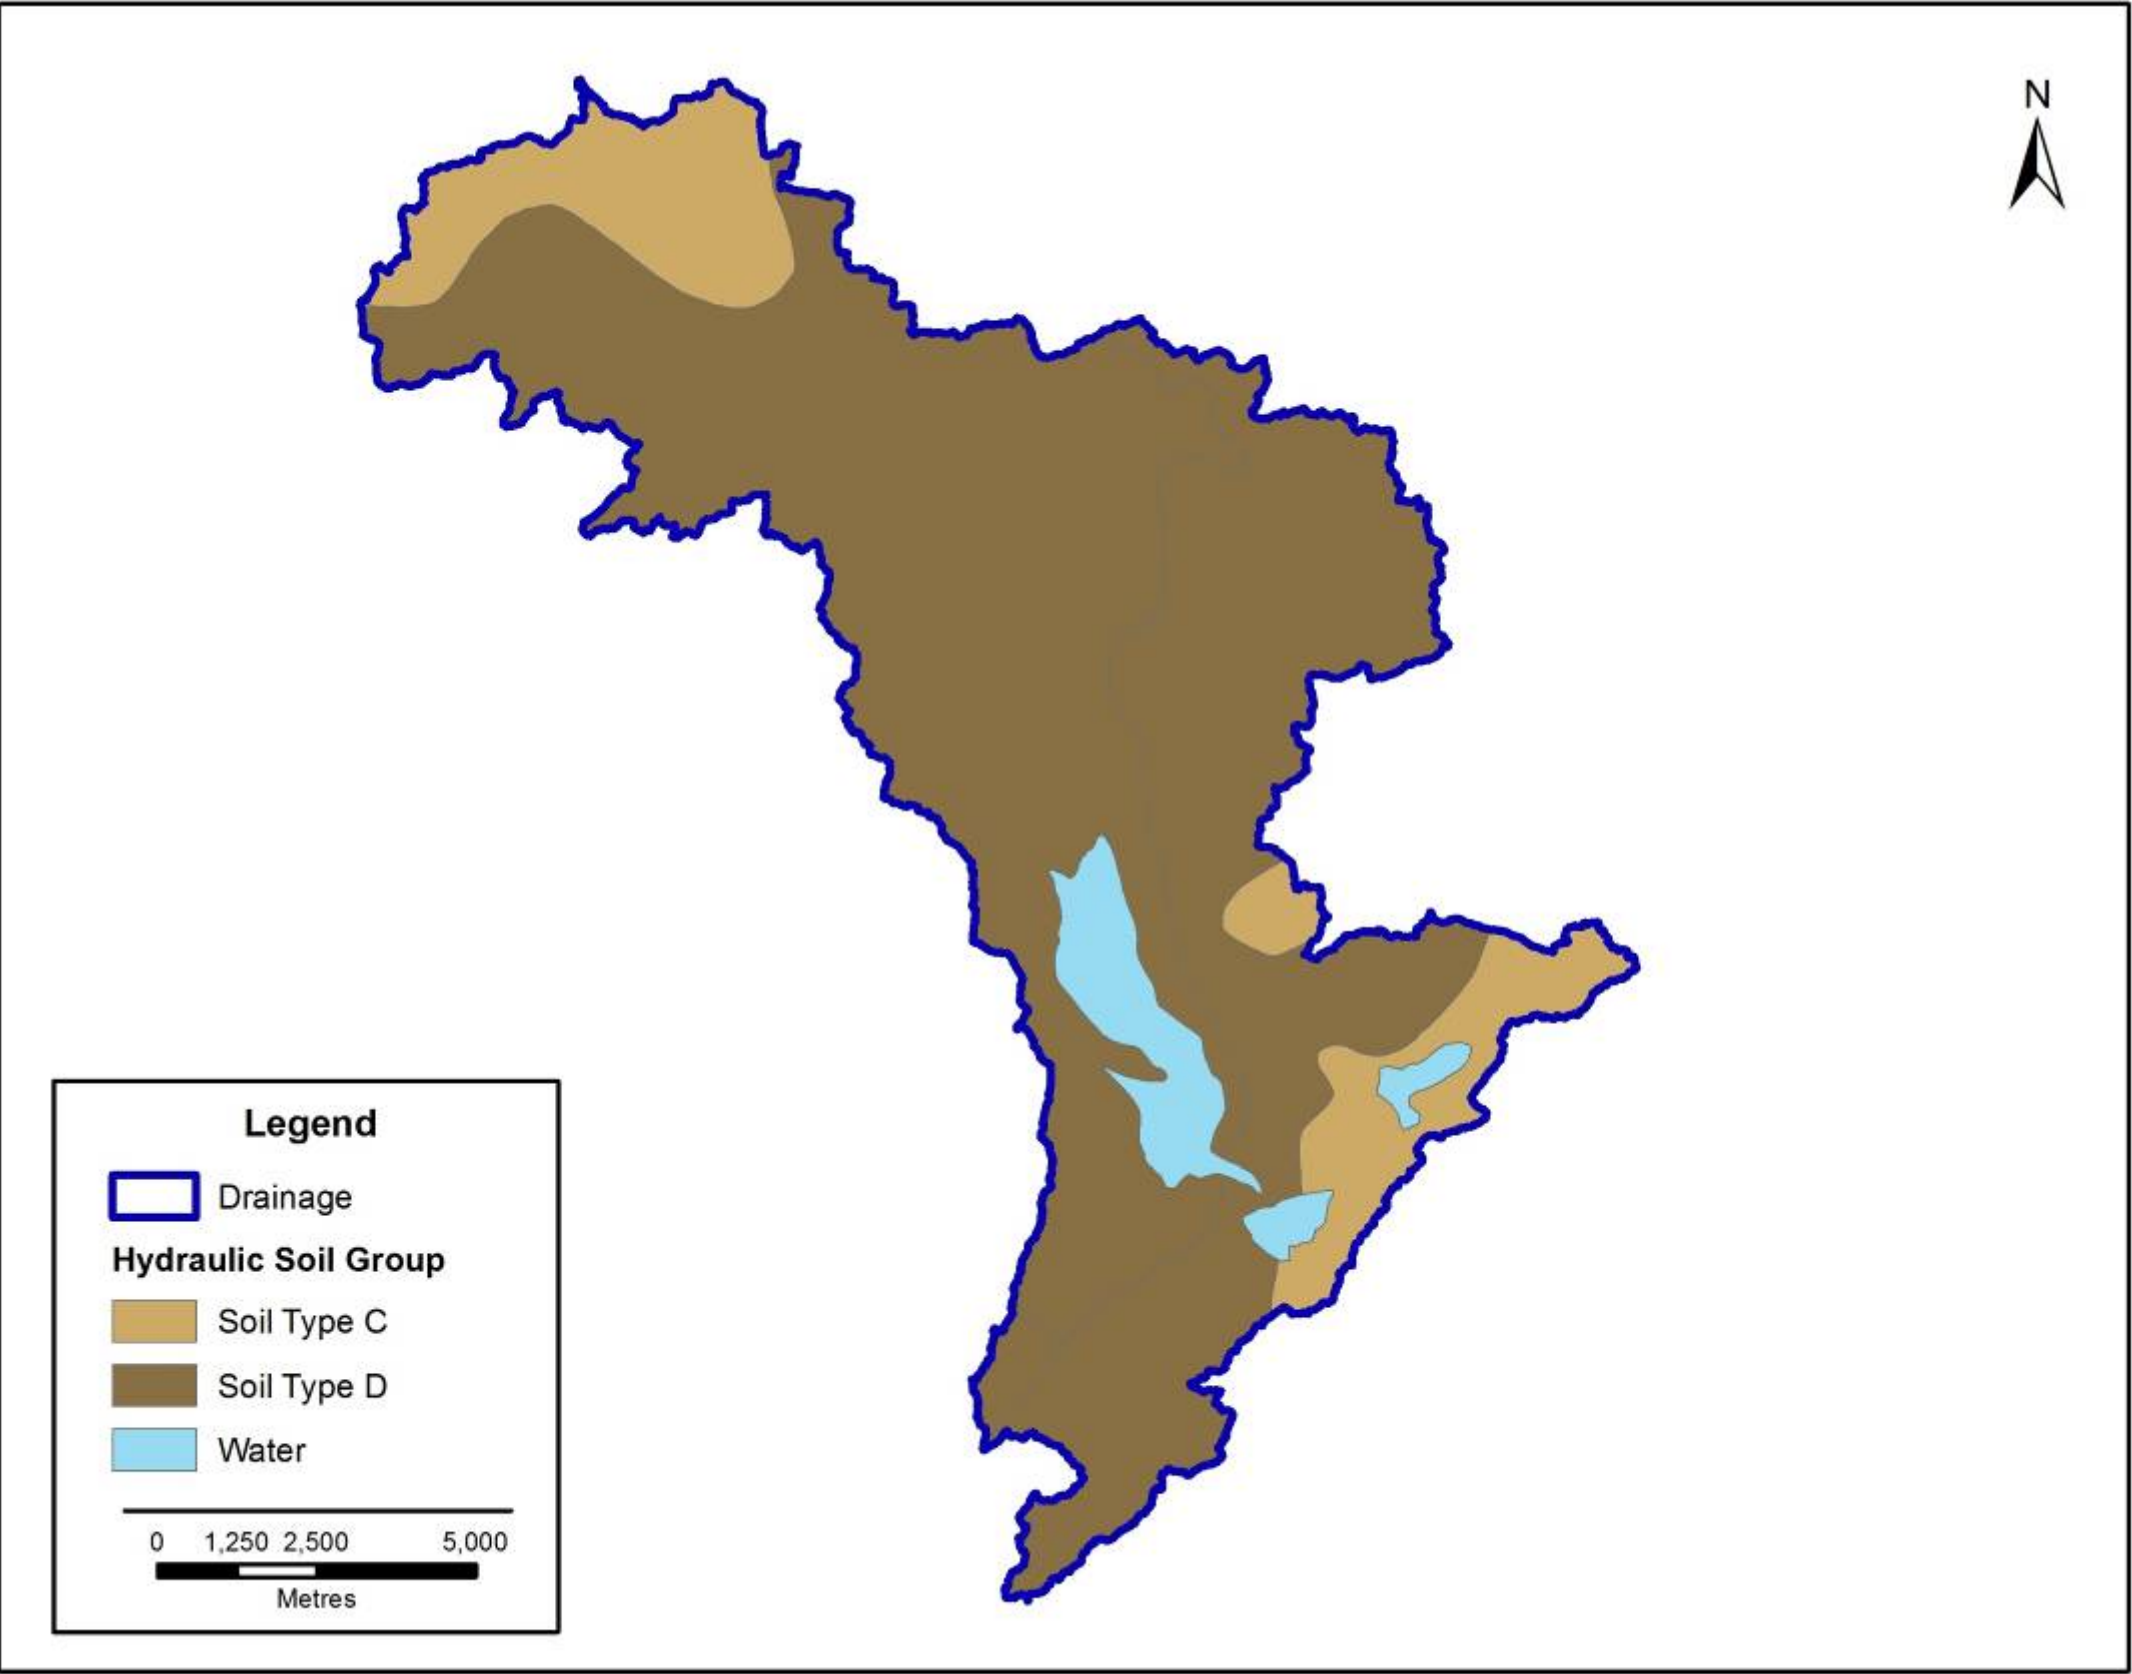 N
Legend
Drainage
Hydraulic Soil Group
Soil Type C
Soil Type D
Water
0 1,250 2,500 5,000
Metres